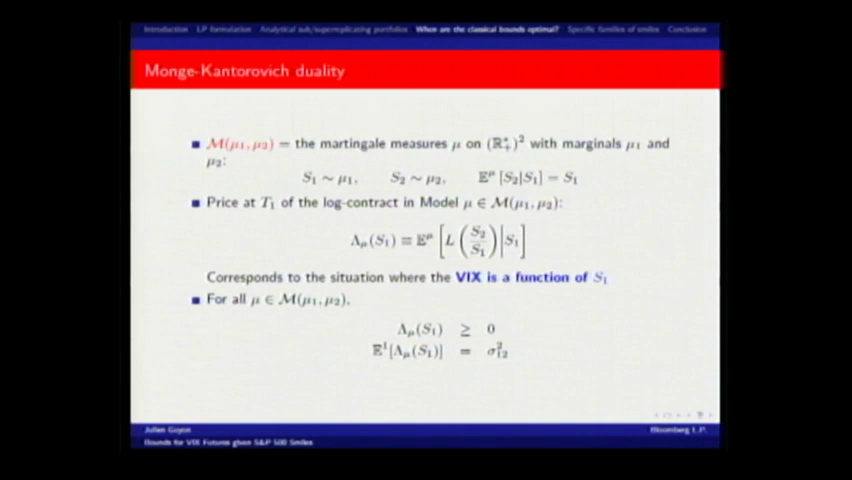 Introduction LP formulation Analytical sub/superreplicating portfolios When are the classical bounds optimal? Specific families of smiles Conclusion
Monge-Kantorovich duality
M(μ₁, μ₂) = the martingale measures μ on (ℝ₊*)² with marginals μ₁ and
μ₂:
S₁ ∼ μ₁, S₂ ∼ μ₂, 𝔼^μ [S₂|S₁] = S₁
Price at T₁ of the log-contract in Model μ ∈ M(μ₁, μ₂):
Λ_μ(S₁) ≡ 𝔼^μ [L (S₂/S₁) | S₁]
Corresponds to the situation where the VIX is a function of S₁
For all μ ∈ M(μ₁, μ₂),
Λ_μ(S₁) ≥ 0
𝔼¹[Λ_μ(S₁)] = σ₁₂²
Julien Guyon Bloomberg L.P.
Bounds for VIX Futures given S&P 500 Smiles